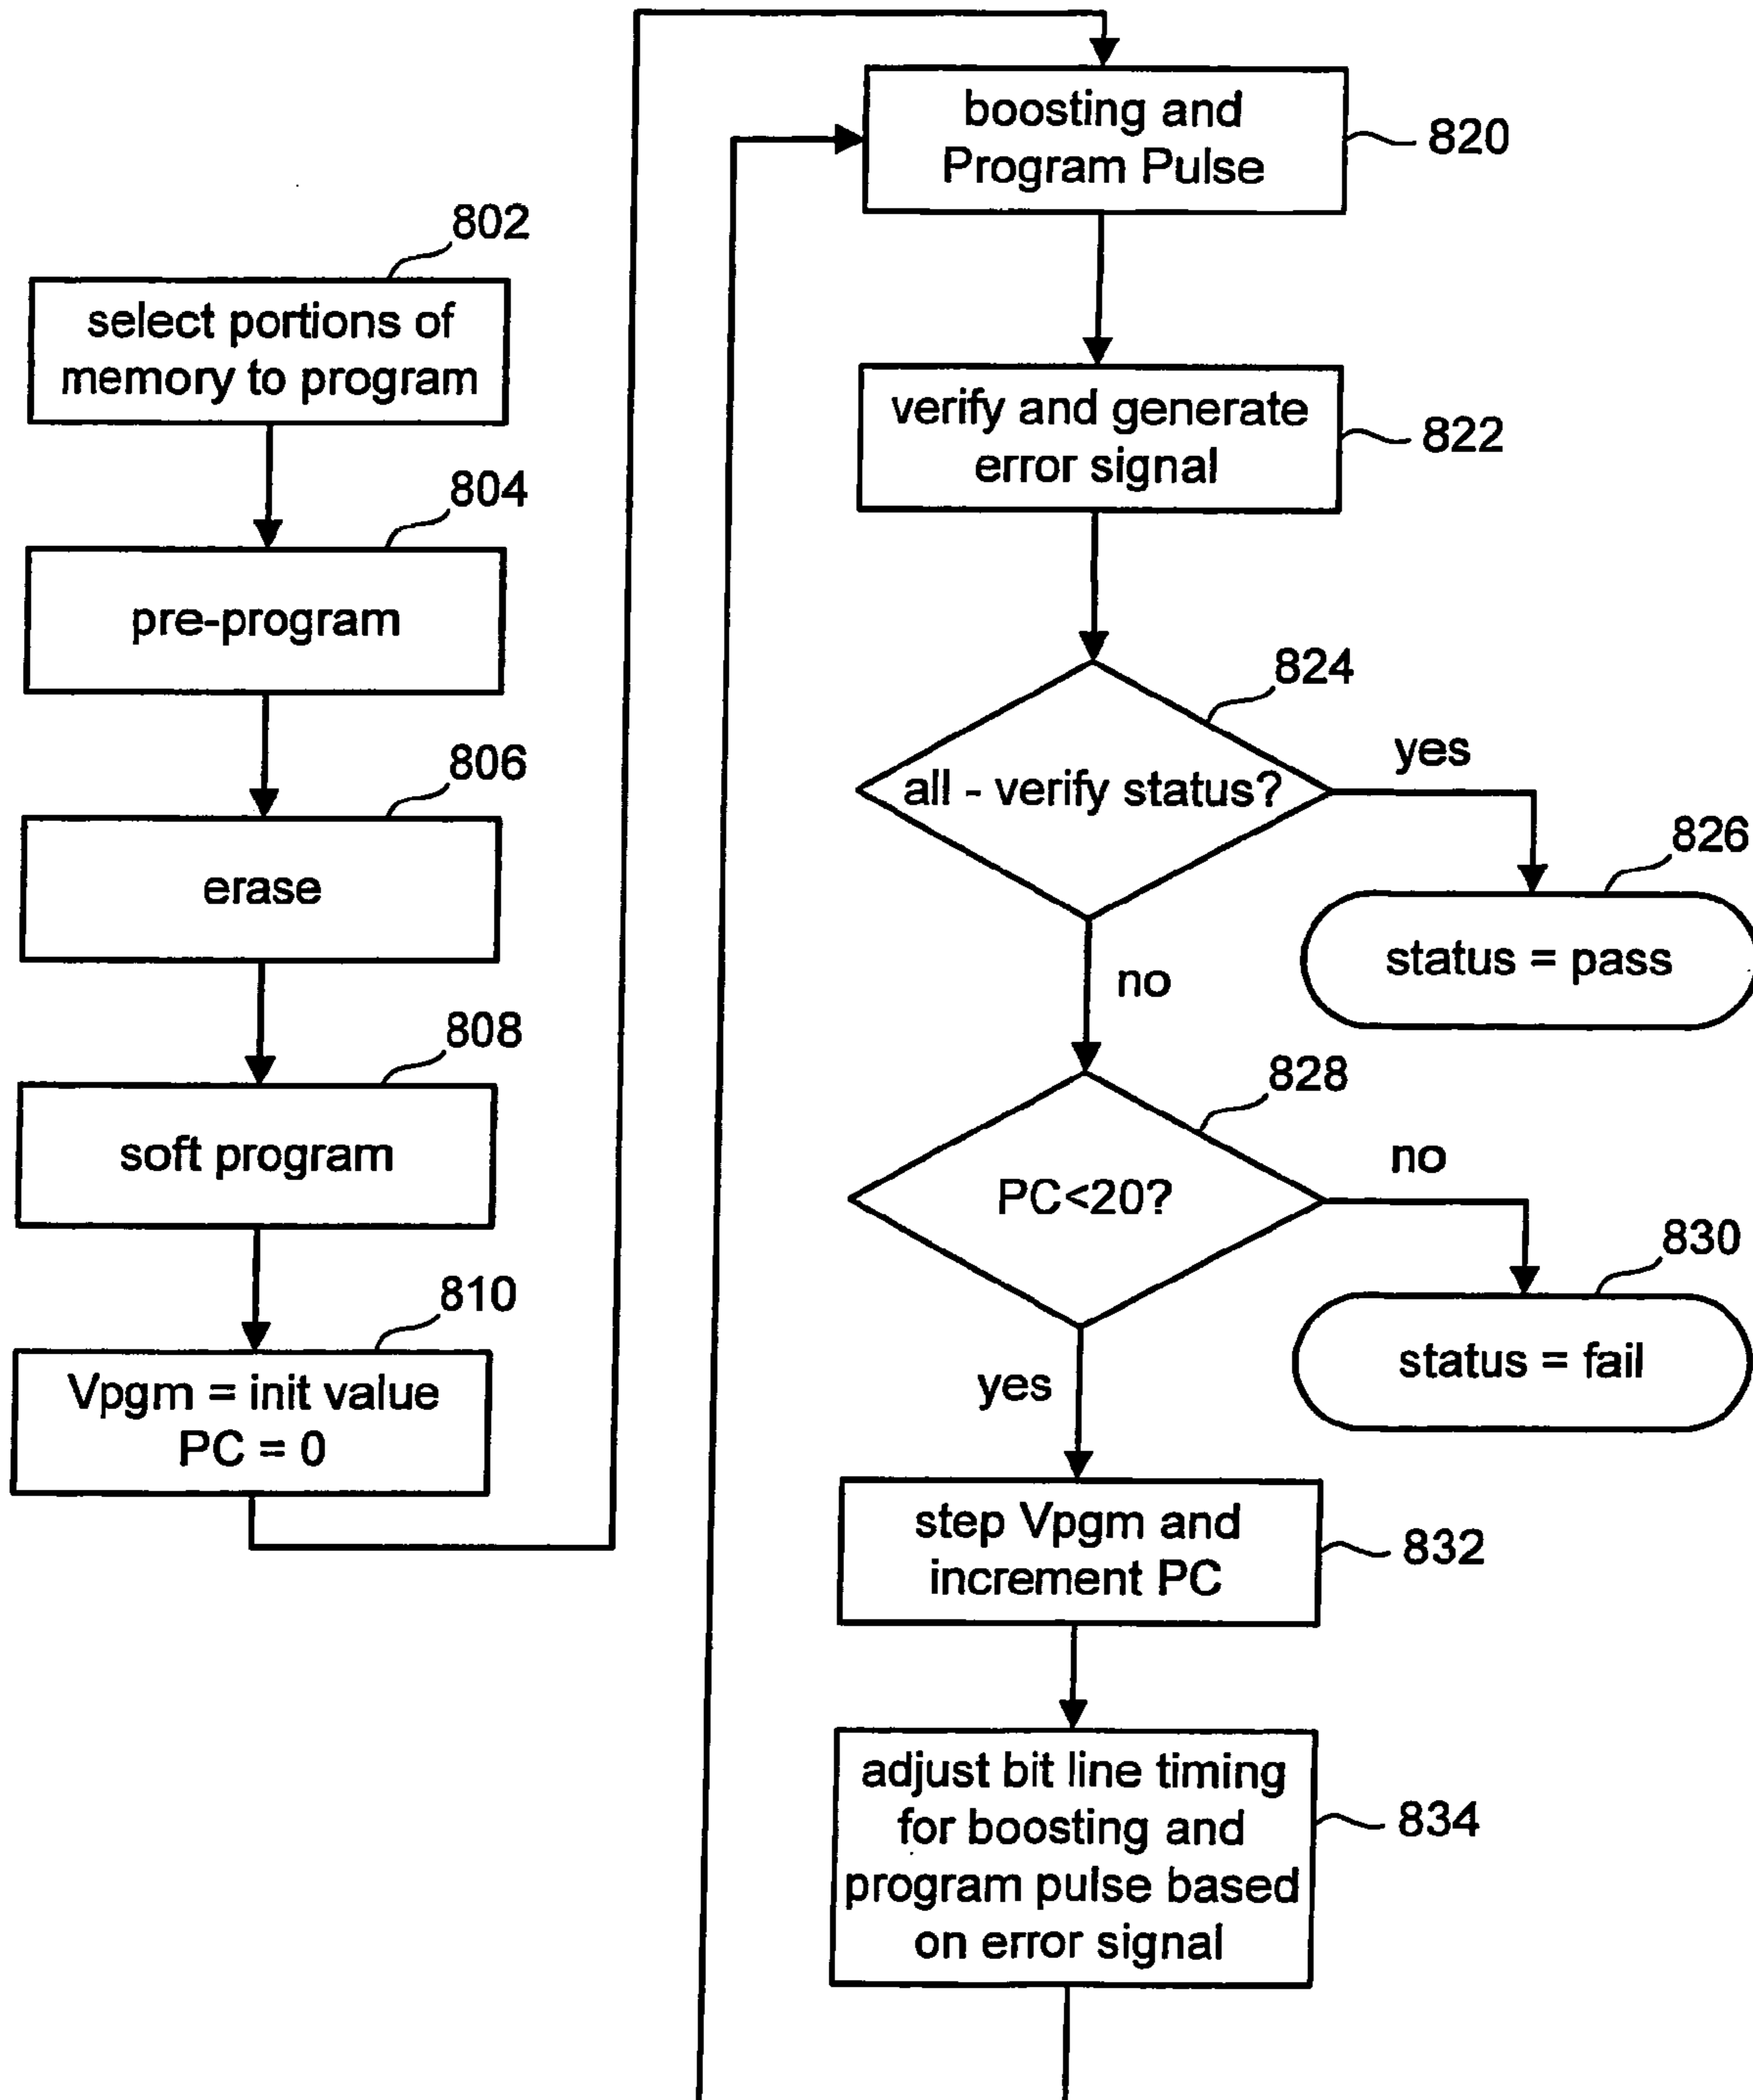 802
select portions of
memory to program
804
pre-program
806
erase
808
soft program
810
Vpgm = init value
PC = 0
boosting and
Program Pulse
820
verify and generate
error signal
822
824
all - verify status?
yes
826
status = pass
no
828
PC<20?
no
830
status = fail
yes
step Vpgm and
increment PC
832
adjust bit line timing
for boosting and
program pulse based
on error signal
834